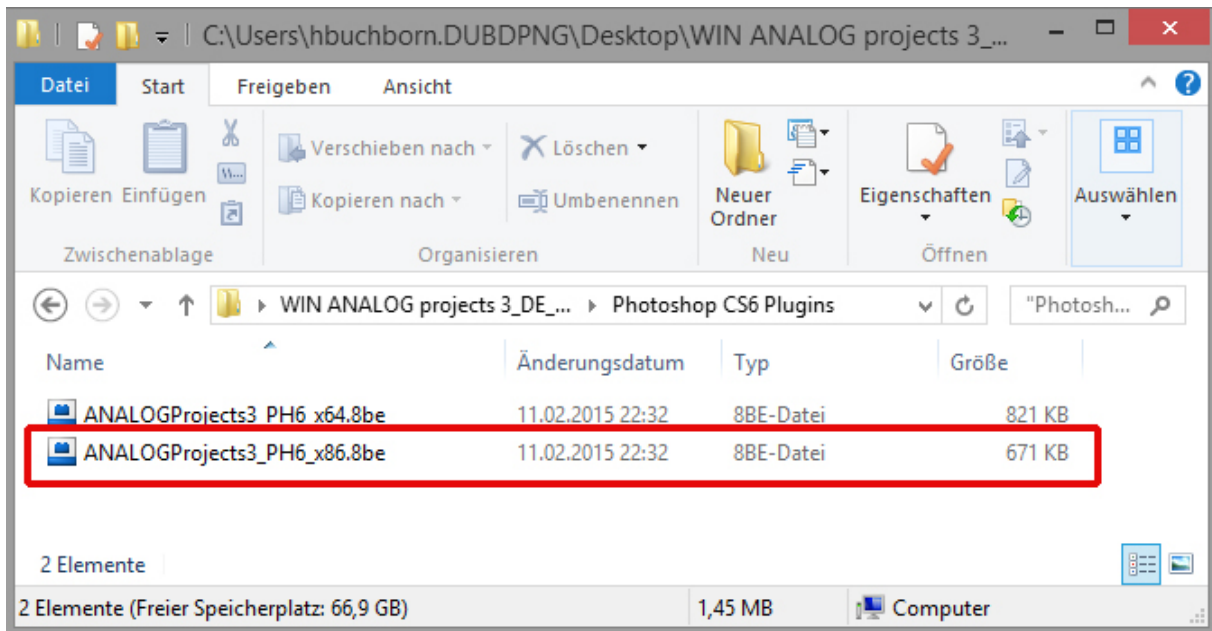 C:\Users\hbuchborn.DUBDPNG\Desktop\WIN ANALOG projects 3_...
Datei Start Freigeben Ansicht
Kopieren Einfügen Verschieben nach Löschen
Kopieren nach Umbenennen Neuer Ordner Eigenschaften Auswählen
Zwischenablage Organisieren Neu Öffnen
WIN ANALOG projects 3_DE_... Photoshop CS6 Plugins "Photosh...
Name Änderungsdatum Typ Größe
ANALOGProjects3_PH6_x64.8be 11.02.2015 22:32 8BE-Datei 821 KB
ANALOGProjects3_PH6_x86.8be 11.02.2015 22:32 8BE-Datei 671 KB
2 Elemente
2 Elemente (Freier Speicherplatz: 66,9 GB) 1,45 MB Computer